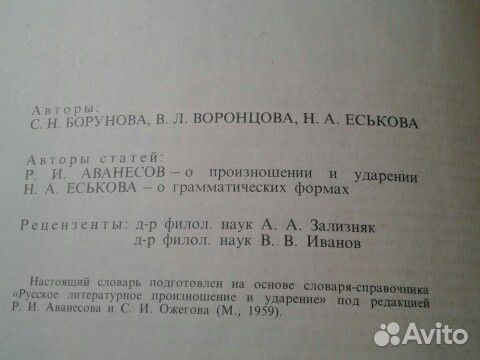 Авторы:
С. Н. БОРУНОВА, В. Л. ВОРОНЦОВА, Н. А. ЕСЬКОВА
Авторы статей:
Р. И. АВАНЕСОВ — о произношении и ударении
Н. А. ЕСЬКОВА — о грамматических формах
Рецензенты: д-р филол. наук А. А. Зализняк
д-р филол. наук В. В. Иванов
Настоящий словарь подготовлен на основе словаря-справочника
«Русское литературное произношение и ударение» под редакцией
Р. И. Аванесова и С. И. Ожегова (М., 1959).
Avito